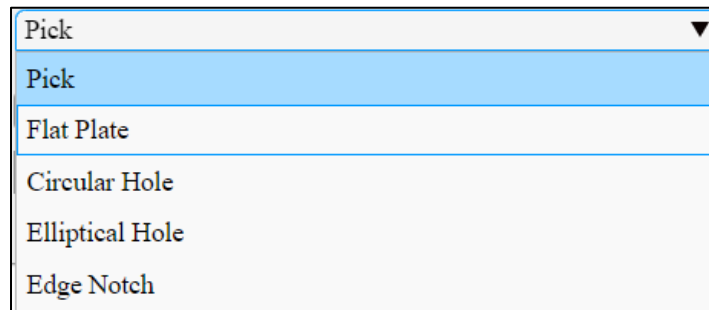 Pick ▼
Pick
Flat Plate
Circular Hole
Elliptical Hole
Edge Notch